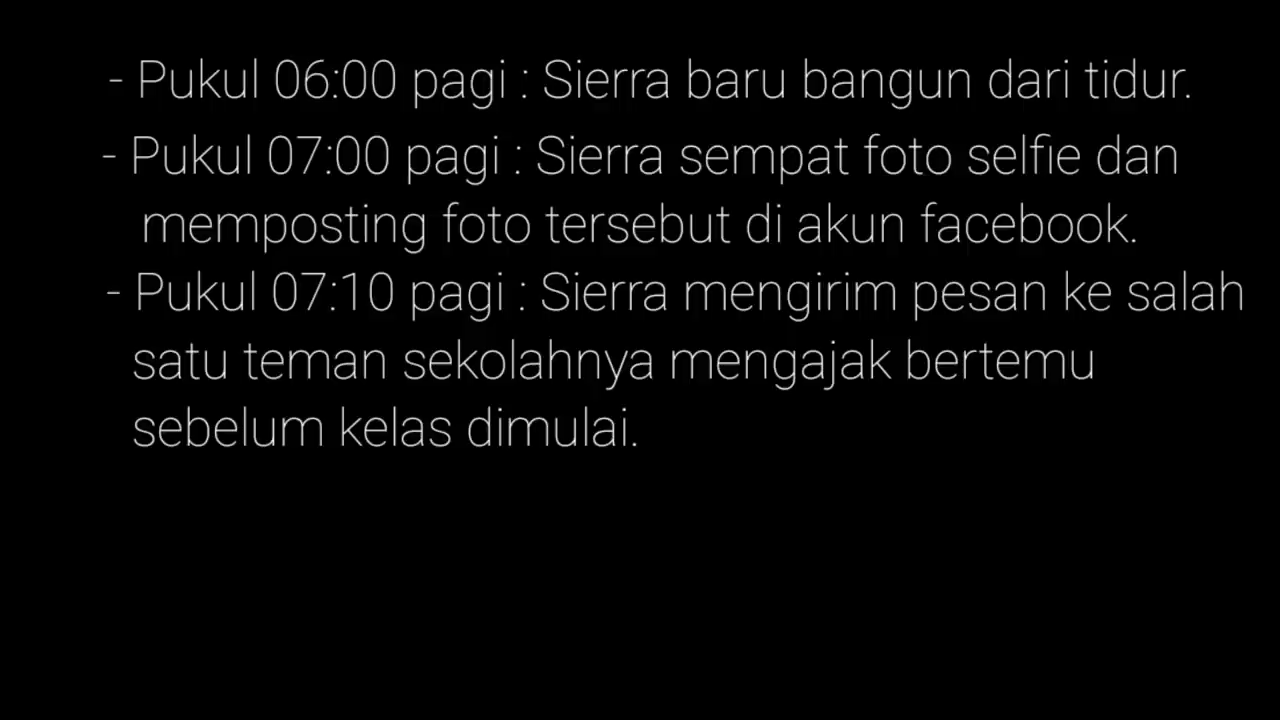 - Pukul 06:00 pagi : Sierra baru bangun dari tidur.
- Pukul 07:00 pagi : Sierra sempat foto selfie dan
memposting foto tersebut di akun facebook.
- Pukul 07:10 pagi : Sierra mengirim pesan ke salah
satu teman sekolahnya mengajak bertemu
sebelum kelas dimulai.